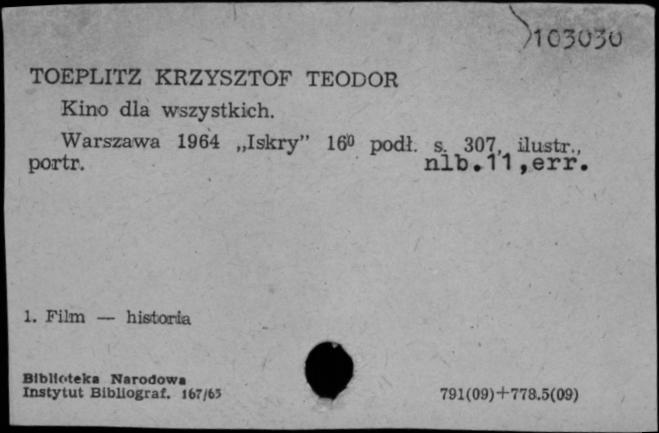 103030
TOEPLITZ KRZYSZTOF TEODOR
Kino dla wszystkich.
Warszawa 1964 „Iskry” 16⁰ podł. s. 307, ilustr.,
portr. nlb.11,err.
1. Film — historia
Biblioteka Narodowa
Instytut Bibliograf. 167/65
791(09)+778.5(09)